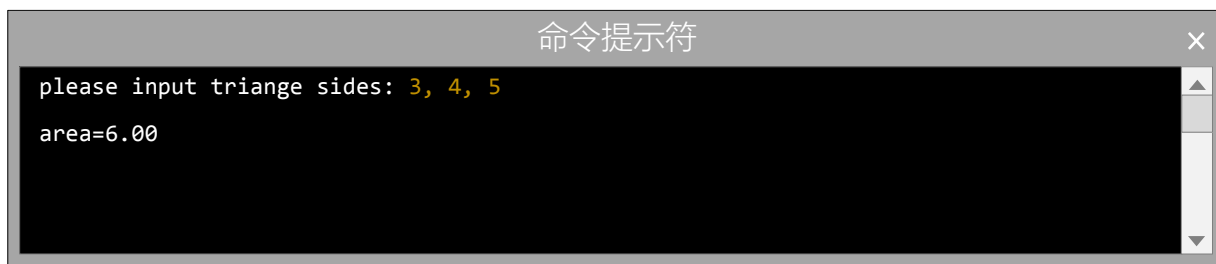 命令提示符
please input triange sides: 3, 4, 5
area=6.00